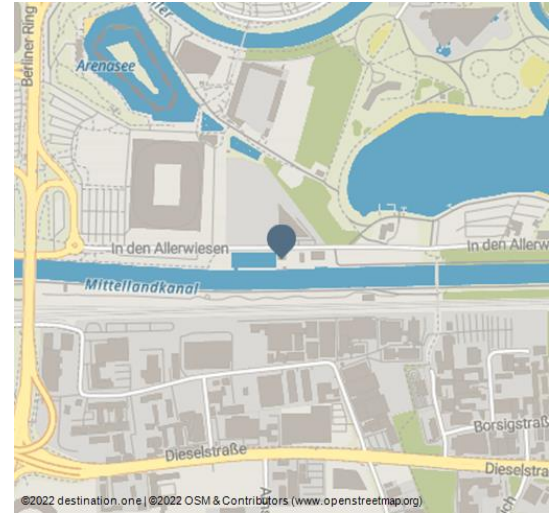 Berliner Ring
Arenasee
In den Allerwiesen
In den Allerw
Mittellandkanal
Borsigstraß
Dieselstraße
Dieselstra
©2022 destination.one | ©2022 OSM & Contributors (www.openstreetmap.org)